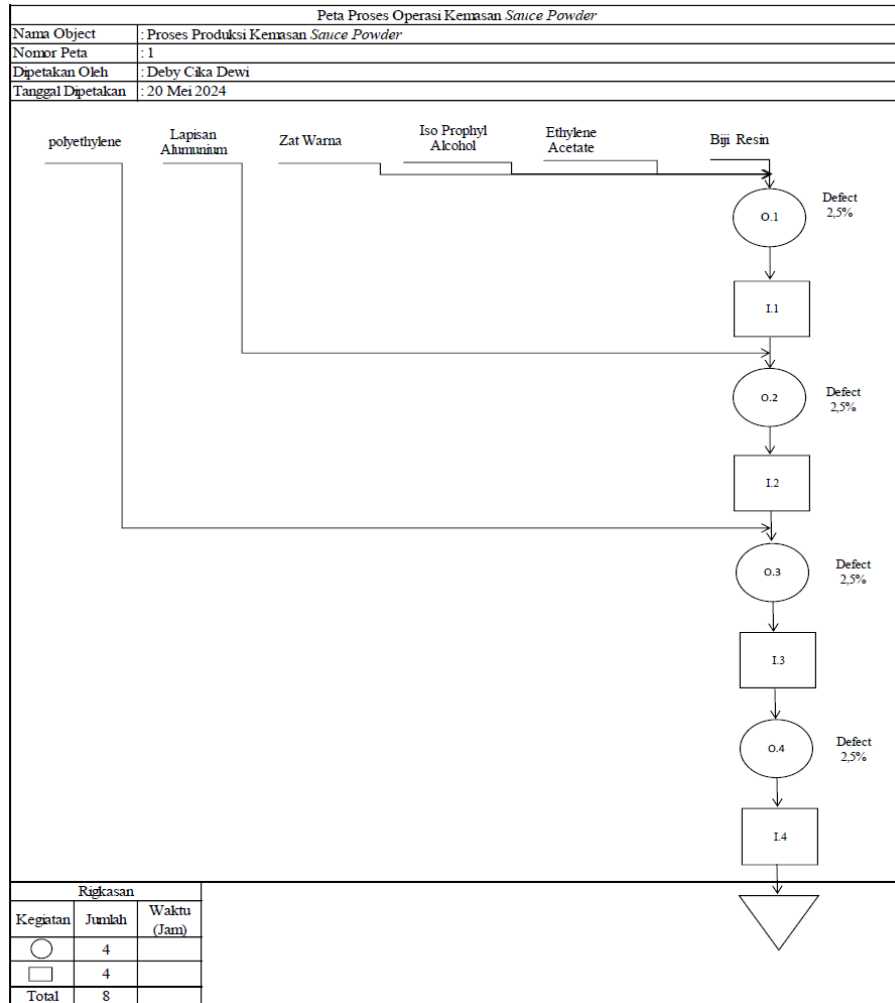 Peta Proses Operasi Kemasan Sauce Powder
Nama Object : Proses Produksi Kemasan Sauce Powder
Nomor Peta : 1
Dipetakan Oleh : Deby Cika Dewi
Tanggal Dipetakan : 20 Mei 2024
polyethylene
Lapisan
Alumunium
Zat Warna
Iso Prophyl
Alcohol
Ethylene
Acetate
Biji Resin
O.1
Defect
2,5%
I.1
O.2
Defect
2,5%
I.2
O.3
Defect
2,5%
I.3
O.4
Defect
2,5%
I.4
Rigkasan
Kegiatan Jumlah Waktu
(Jam)
4
4
Total 8